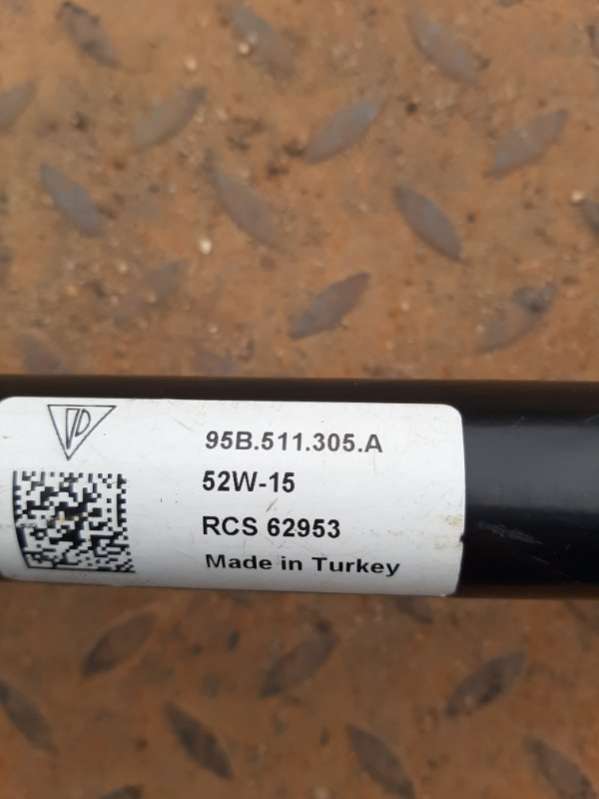 95B.511.305.A
52W-15
RCS 62953
Made in Turkey